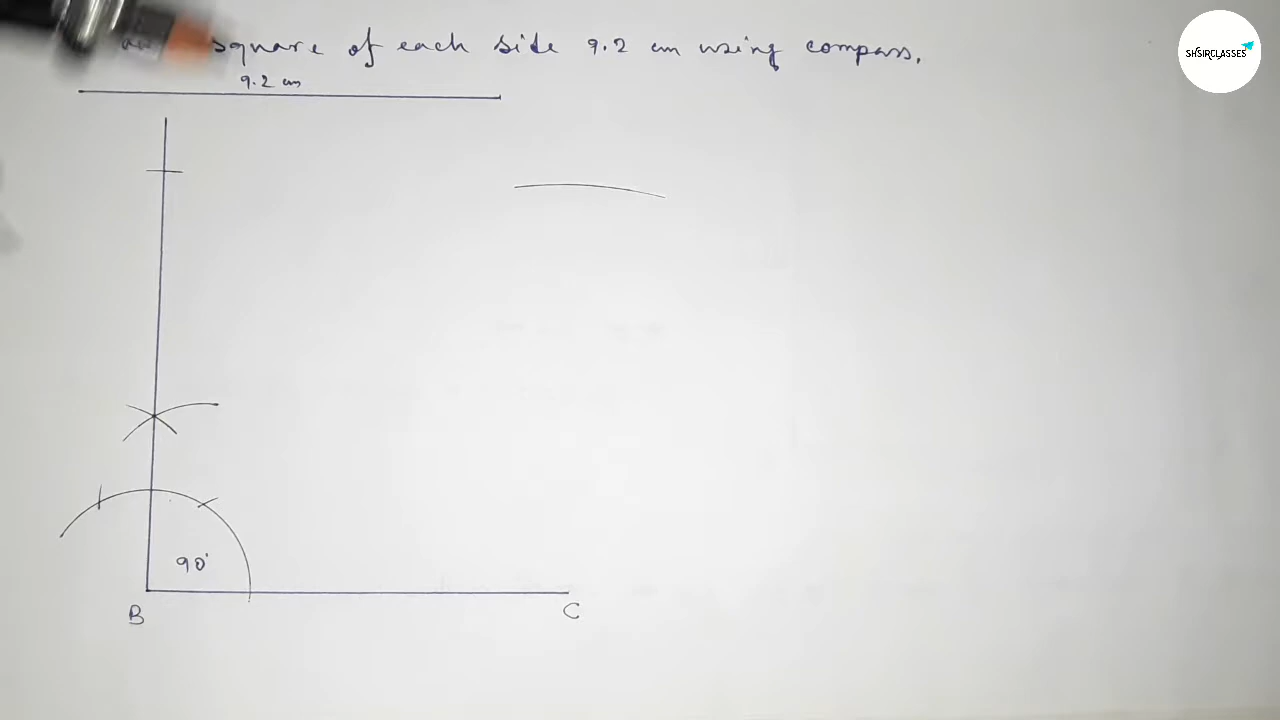 square of each side 9.2 cm using compass.
9.2 cm
90°
B
C
SHSIRCLASSES